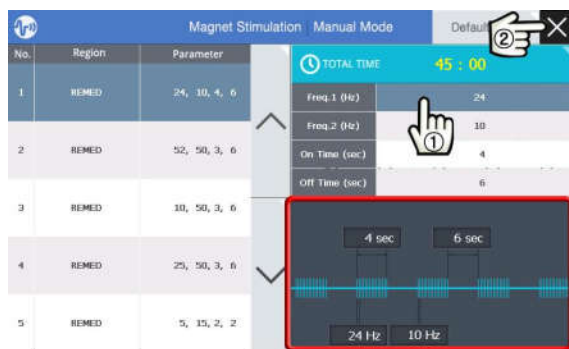 Magnet Stimulation Manual Mode Default
②
No. Region Parameter
1 REMED 24, 10, 4, 6
2 REMED 52, 50, 3, 6
3 REMED 10, 50, 3, 6
4 REMED 25, 50, 3, 6
5 REMED 5, 15, 2, 2
TOTAL TIME 45 : 00
Freq.1 (Hz) 24
Freq.2 (Hz) 10
①
On Time (sec) 4
Off Time (sec) 6
4 sec 6 sec
24 Hz 10 Hz